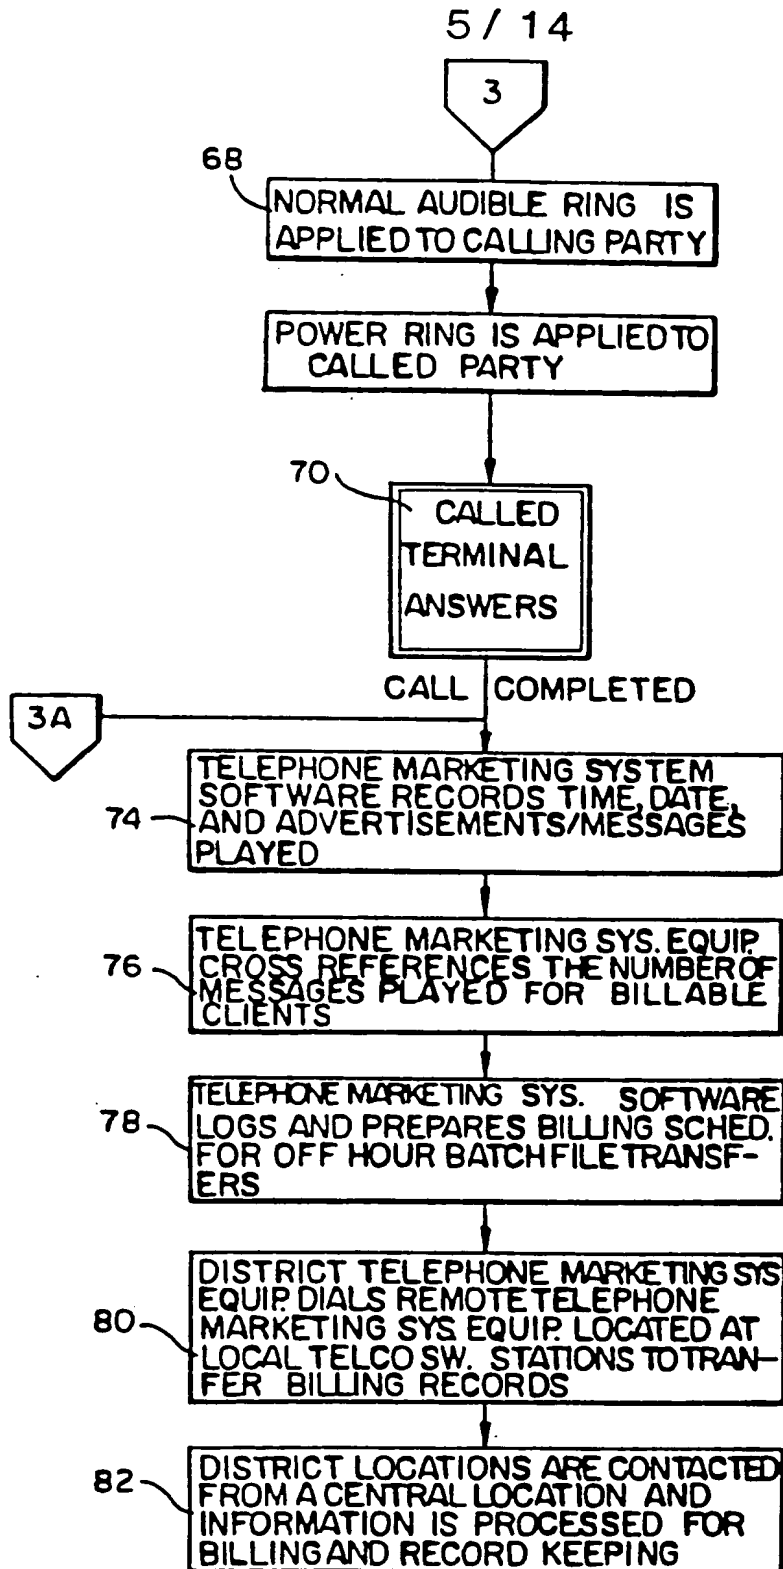 5 / 14
3
68
NORMAL AUDIBLE RING IS
APPLIED TO CALLING PARTY
POWER RING IS APPLIED TO
CALLED PARTY
70
CALLED
TERMINAL
ANSWERS
CALL COMPLETED
3A
74
TELEPHONE MARKETING SYSTEM
SOFTWARE RECORDS TIME, DATE,
AND ADVERTISEMENTS/MESSAGES
PLAYED
76
TELEPHONE MARKETING SYS. EQUIP.
CROSS REFERENCES THE NUMBER OF
MESSAGES PLAYED FOR BILLABLE
CLIENTS
78
TELEPHONE MARKETING SYS. SOFTWARE
LOGS AND PREPARES BILLING SCHED.
FOR OFF HOUR BATCH FILE TRANSF-
ERS
80
DISTRICT TELEPHONE MARKETING SYS
EQUIP. DIALS REMOTE TELEPHONE
MARKETING SYS. EQUIP. LOCATED AT
LOCAL TELCO SW. STATIONS TO TRAN-
FER BILLING RECORDS
82
DISTRICT LOCATIONS ARE CONTACTED
FROM A CENTRAL LOCATION AND
INFORMATION IS PROCESSED FOR
BILLING AND RECORD KEEPING